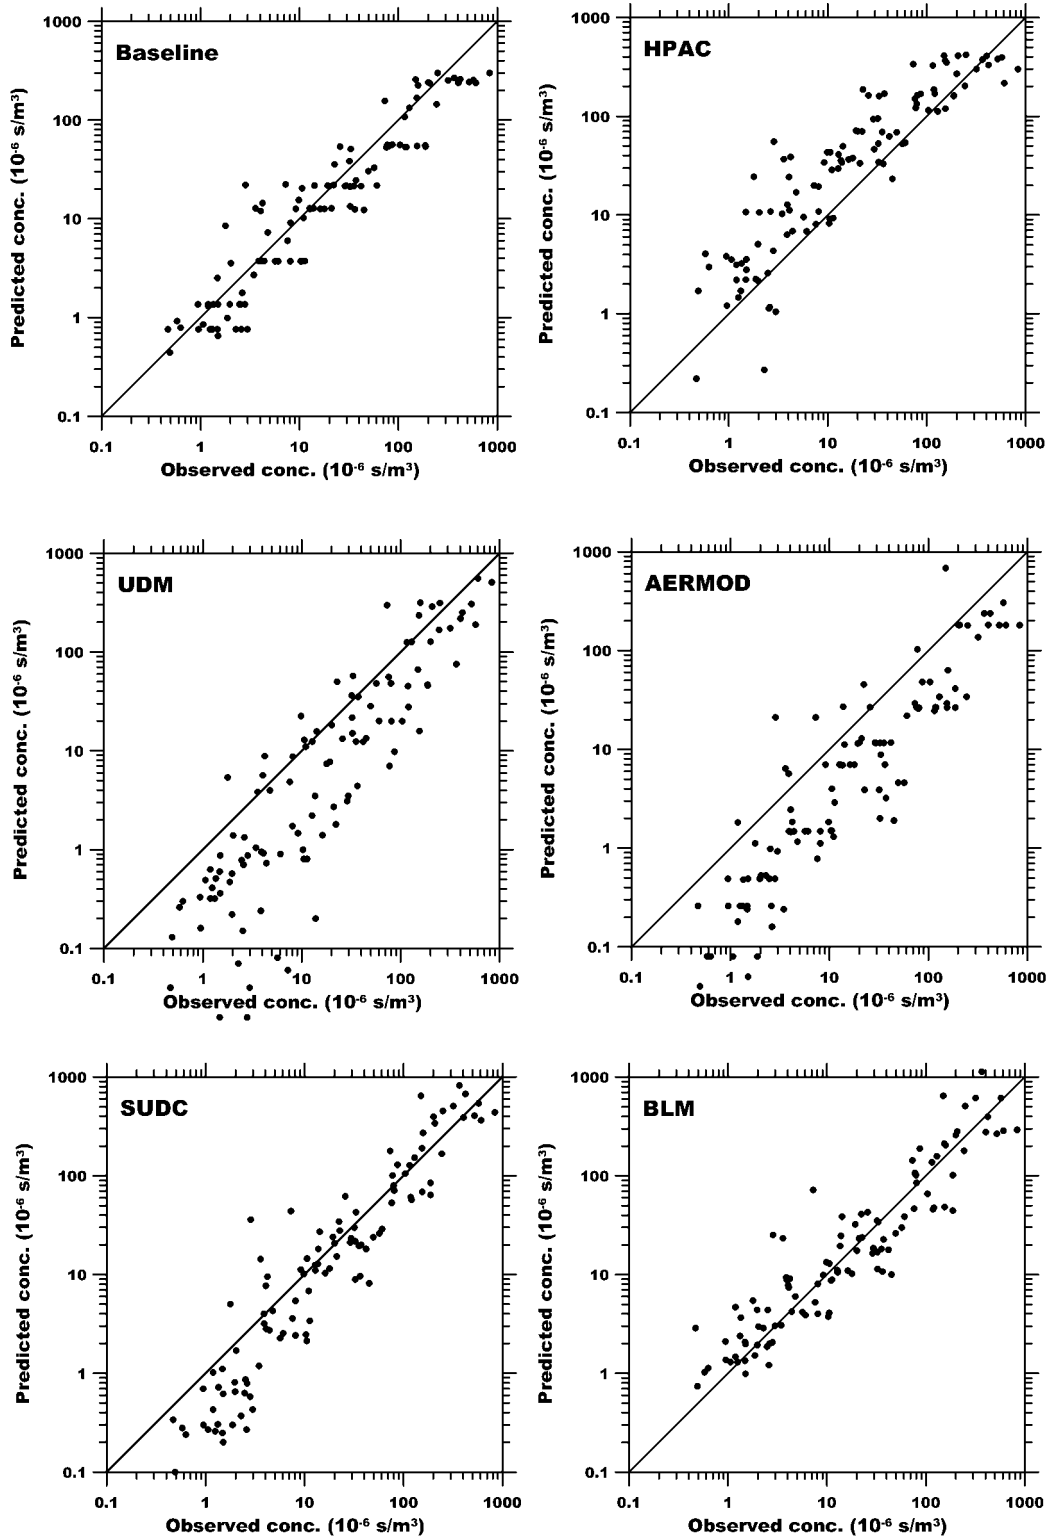 Baseline
1000
100
10
1
0.1
Predicted conc. (10⁻⁶ s/m³)
0.1 1 10 100 1000
Observed conc. (10⁻⁶ s/m³)
HPAC
1000
100
10
1
0.1
Predicted conc. (10⁻⁶ s/m³)
0.1 1 10 100 1000
Observed conc. (10⁻⁶ s/m³)
UDM
1000
100
10
1
0.1
Predicted conc. (10⁻⁶ s/m³)
0.1 1 10 100 1000
Observed conc. (10⁻⁶ s/m³)
AERMOD
1000
100
10
1
0.1
Predicted conc. (10⁻⁶ s/m³)
0.1 1 10 100 1000
Observed conc. (10⁻⁶ s/m³)
SUDC
1000
100
10
1
0.1
Predicted conc. (10⁻⁶ s/m³)
0.1 1 10 100 1000
Observed conc. (10⁻⁶ s/m³)
BLM
1000
100
10
1
0.1
Predicted conc. (10⁻⁶ s/m³)
0.1 1 10 100 1000
Observed conc. (10⁻⁶ s/m³)